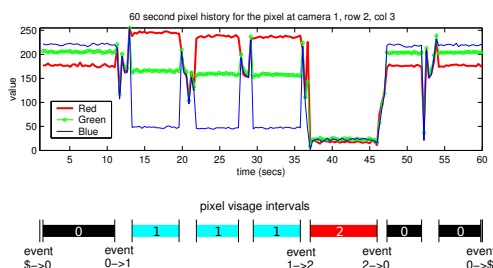 60 second pixel history for the pixel at camera 1, row 2, col 3
250
200
150
100
50
0
value
Red
Green
Blue
5 10 15 20 25 30 35 40 45 50 55 60
time (secs)
pixel visage intervals
0 1 1 1 2 0 0
event event event event event
$->0 0->1 1->2 2->0 0->$